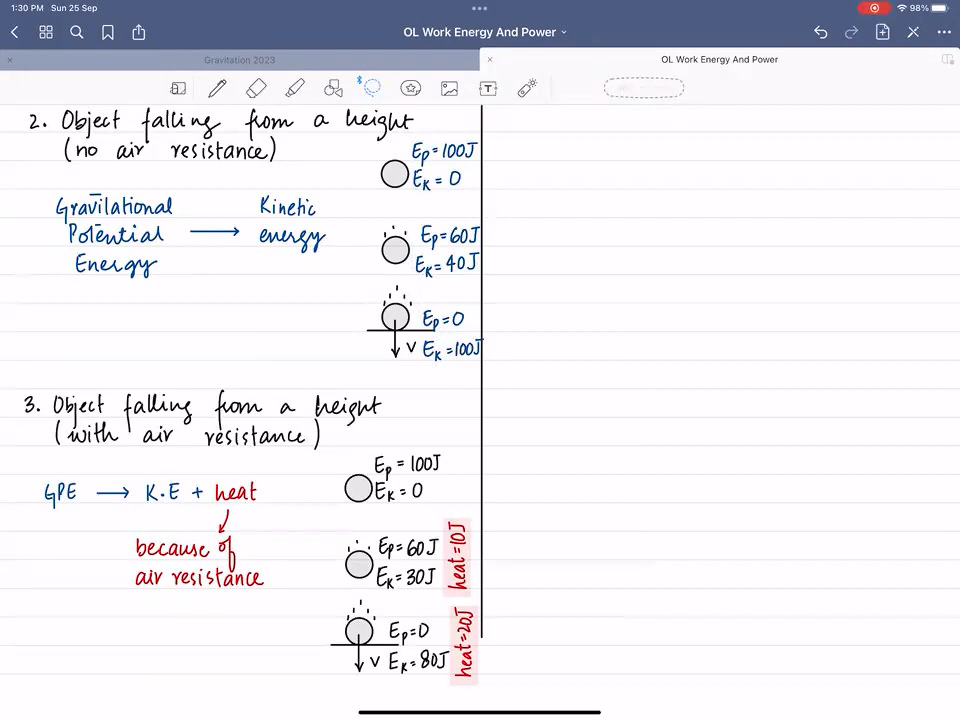 1:30 PM Sun 25 Sep
98%
OL Work Energy And Power
Gravitation 2023
OL Work Energy And Power
2. Object falling from a height
(no air resistance)
Ep = 100J
EK = 0
Gravitational
Potential
Energy
Kinetic
energy
Ep = 60J
EK = 40J
Ep = 0
V EK = 100J
3. Object falling from a height
(with air resistance)
Ep = 100J
EK = 0
GPE → K.E + heat
because of
air resistance
Ep = 60J
EK = 30J
heat = 10J
Ep = 0
V EK = 80J
heat = 20J